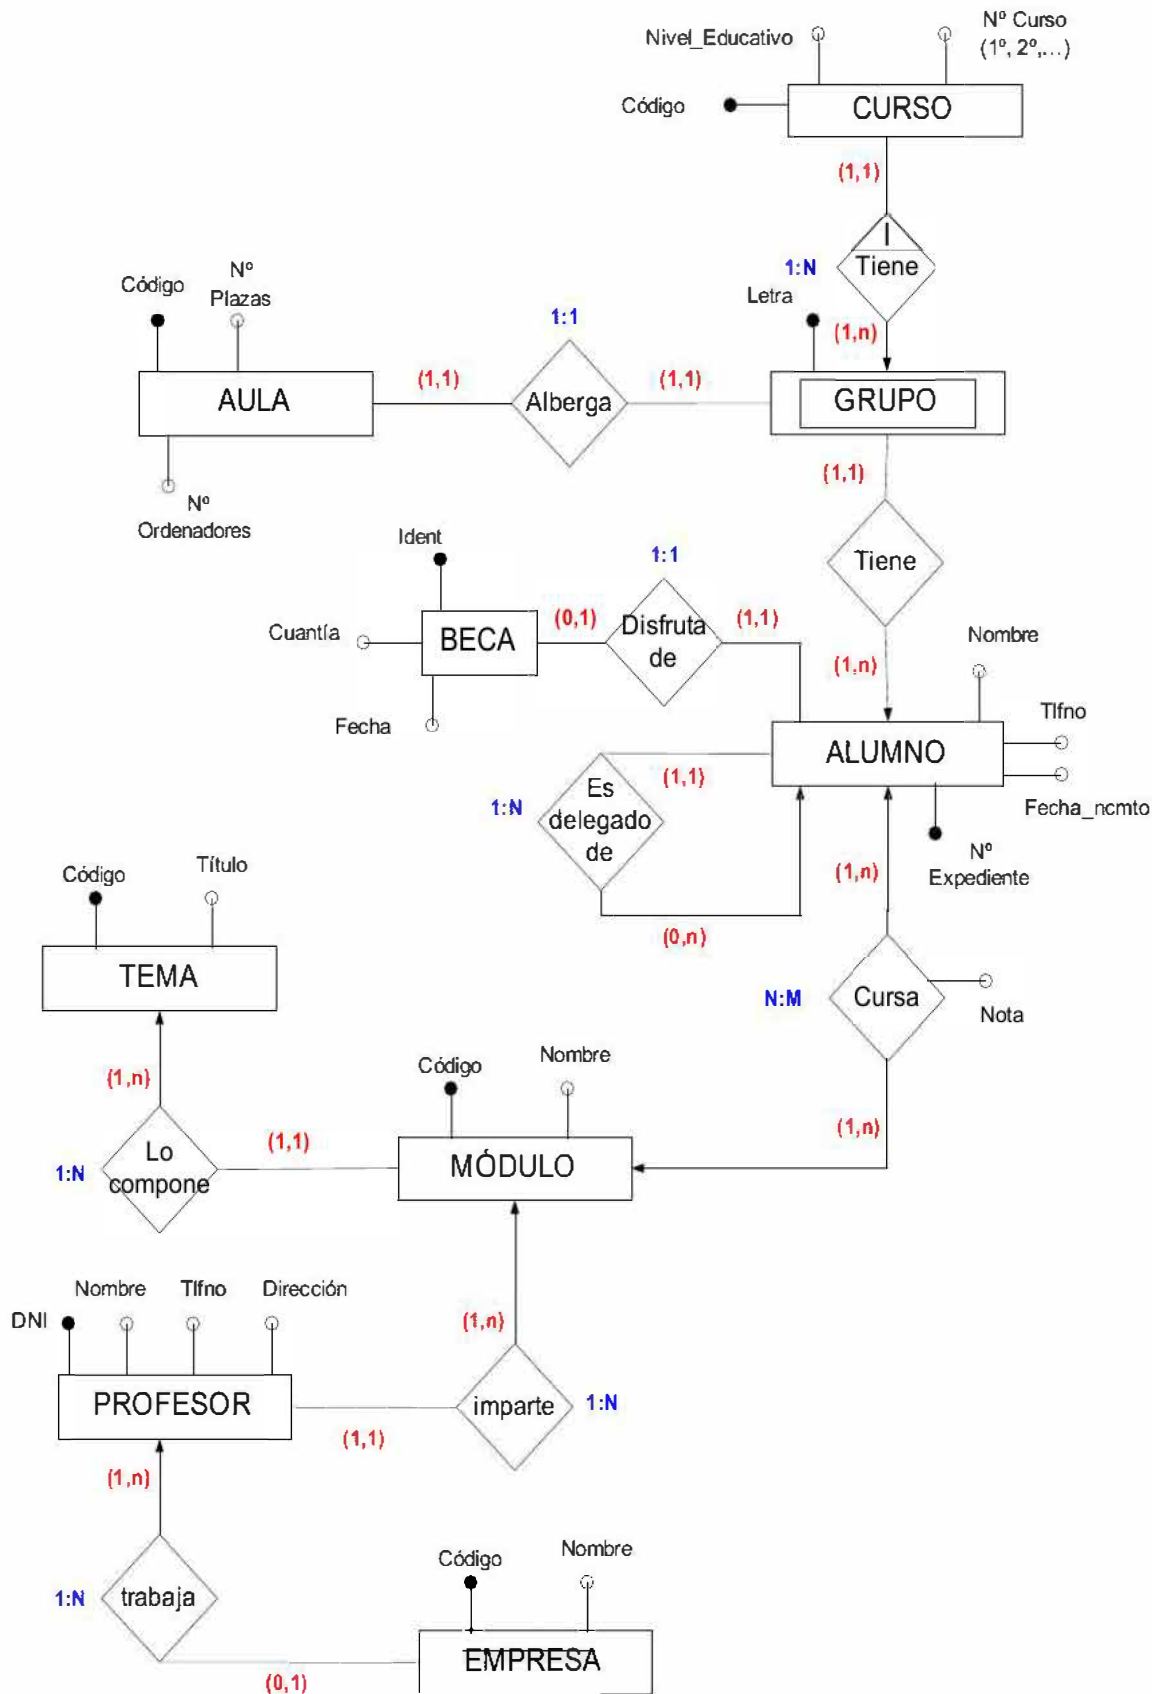 Nivel_Educativo
Nº Curso
(1º, 2º,...)
Código
CURSO
(1,1)
I
Tiene
1:N
Letra
(1,n)
Código
Nº
Plazas
1:1
AULA
(1,1)
Alberga
(1,1)
GRUPO
Nº
Ordenadores
(1,1)
Ident
1:1
Tiene
Cuantía
BECA
(0,1)
Disfruta
de
(1,1)
Nombre
(1,n)
Fecha
Tlfno
ALUMNO
(1,1)
Es
delegado
de
1:N
Fecha_ncmto
Nº
Expediente
(1,n)
(0,n)
Código
Título
TEMA
N:M
Cursa
Nota
(1,n)
Código
Nombre
(1,n)
Lo
compone
1:N
(1,1)
MÓDULO
DNI
Nombre
Tlfno
Dirección
(1,n)
PROFESOR
(1,1)
imparte
1:N
(1,n)
1:N
trabaja
Código
Nombre
(0,1)
EMPRESA